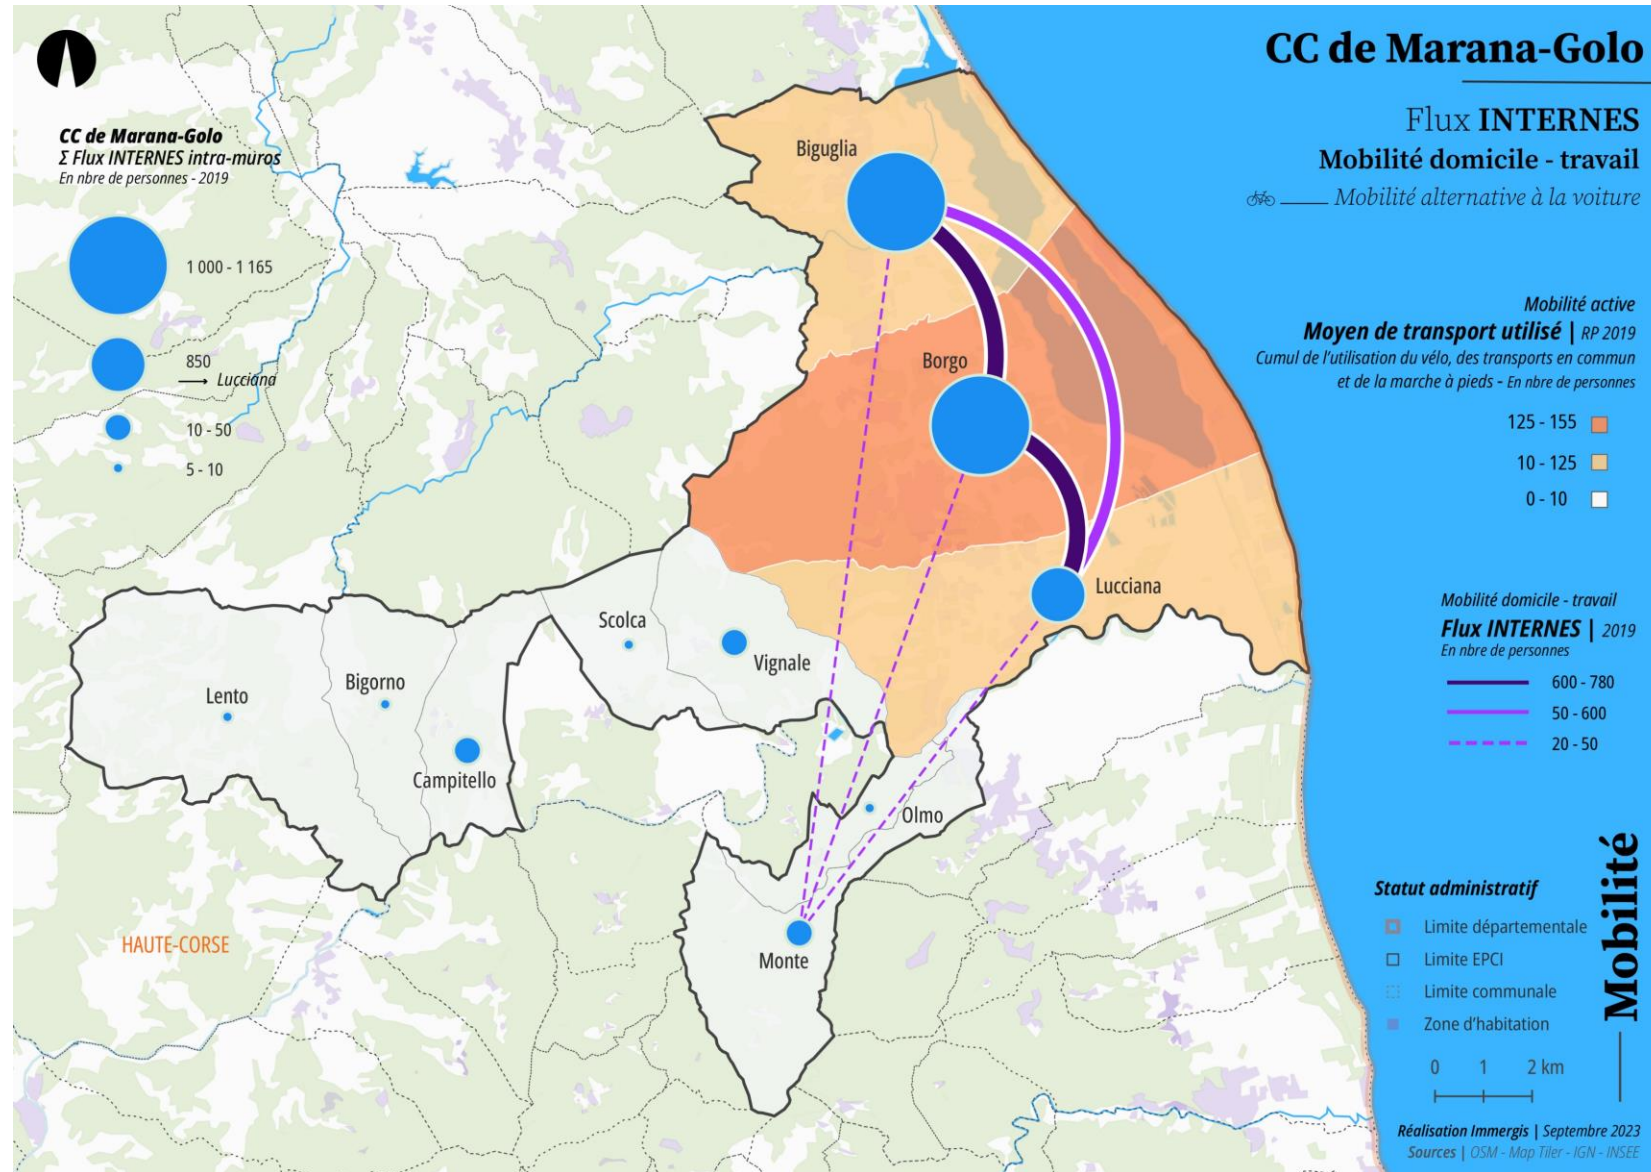 CC de Marana-Golo
Flux INTERNES
Mobilité domicile - travail
Mobilité alternative à la voiture
CC de Marana-Golo
Σ Flux INTERNES intra-muros
En nbre de personnes - 2019
1 000 - 1 165
850
→ Lucciana
10 - 50
5 - 10
Biguglia
Borgo
Lucciana
Scolca
Vignale
Lento
Bigorno
Campitello
Olmo
Monte
HAUTE-CORSE
Mobilité active
Moyen de transport utilisé | RP 2019
Cumul de l'utilisation du vélo, des transports en commun
et de la marche à pieds - En nbre de personnes
125 - 155
10 - 125
0 - 10
Mobilité domicile - travail
Flux INTERNES | 2019
En nbre de personnes
600 - 780
50 - 600
20 - 50
Statut administratif
Limite départementale
Limite EPCI
Limite communale
Zone d'habitation
0 1 2 km
Mobilité
Réalisation Immergis | Septembre 2023
Sources | OSM - Map Tiler - IGN - INSEE